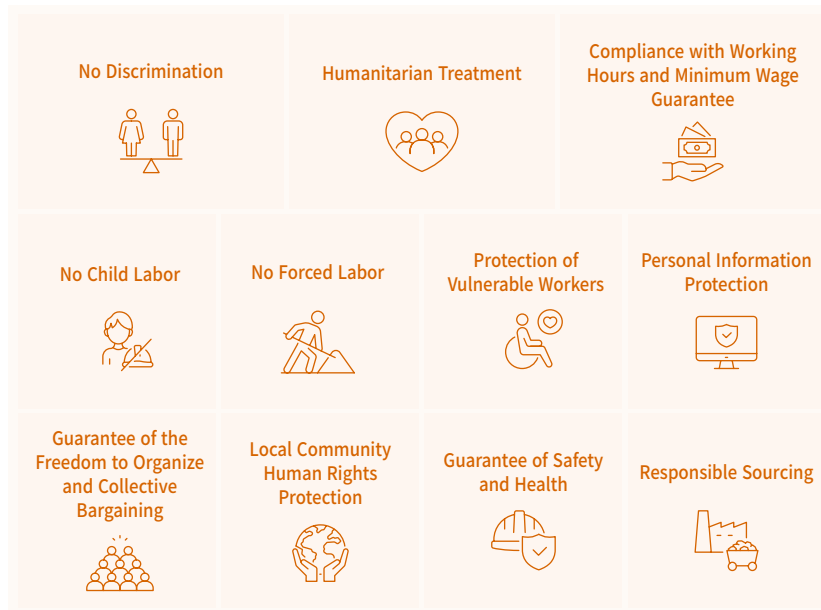 No Discrimination
Humanitarian Treatment
Compliance with Working
Hours and Minimum Wage
Guarantee
No Child Labor
No Forced Labor
Protection of
Vulnerable Workers
Personal Information
Protection
Guarantee of the
Freedom to Organize
and Collective
Bargaining
Local Community
Human Rights
Protection
Guarantee of Safety
and Health
Responsible Sourcing